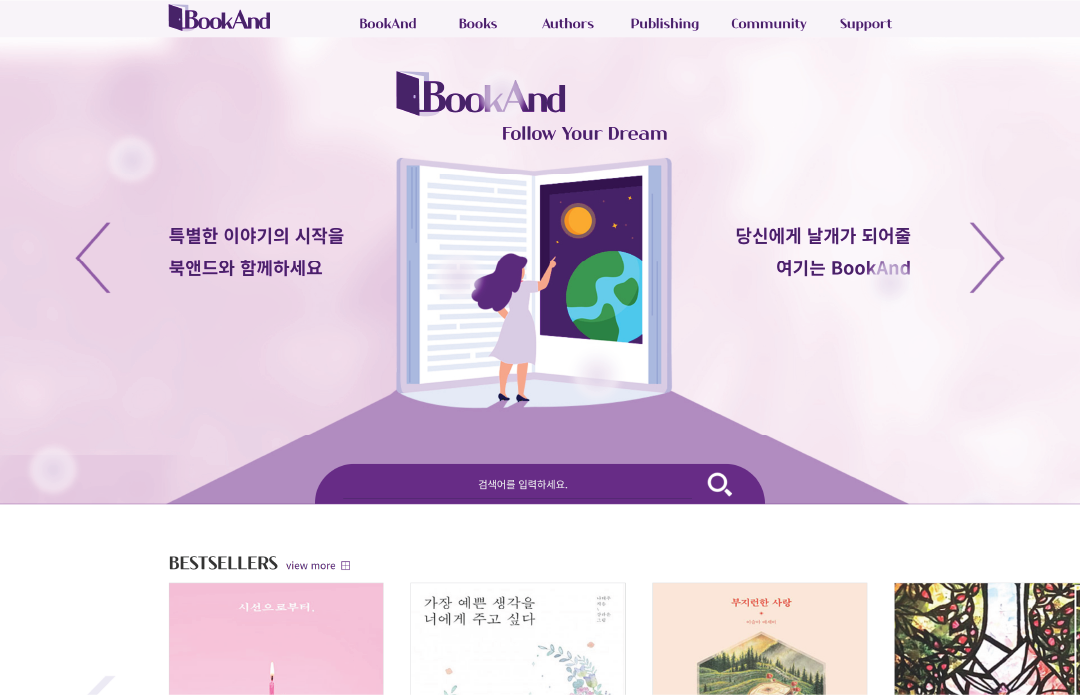 BookAnd
BookAnd Books Authors Publishing Community Support
BookAnd
Follow Your Dream
특별한 이야기의 시작을
북앤드와 함께하세요
당신에게 날개가 되어줄
여기는 BookAnd
검색어를 입력하세요.
BESTSELLERS view more
시선으로부터,
가장 예쁜 생각을
너에게 주고 싶다
부지런한 사랑